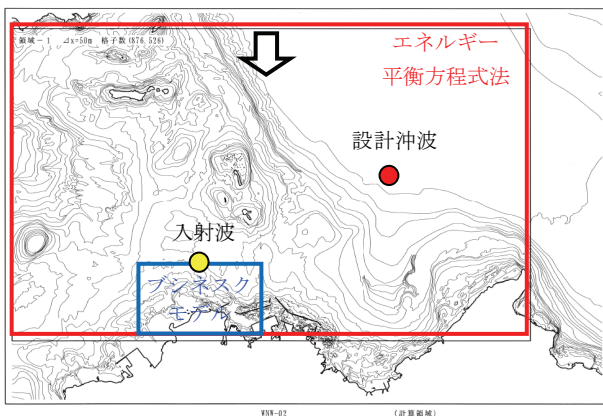 領域－1 ⊿x=50m 格子数(876,526)
エネルギー
平衡方程式法
設計沖波
入射波
ブシネスク
モデル
WNW-02 (計算領域)